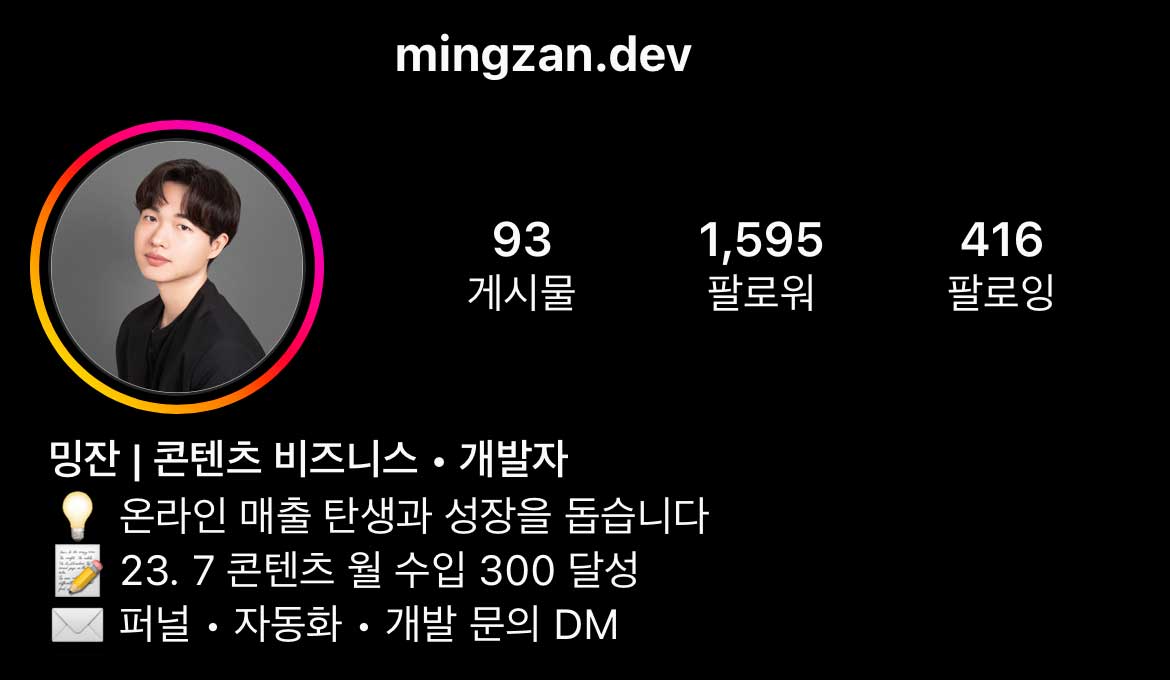 mingzan.dev
93 1,595 416
게시물 팔로워 팔로잉
밍잔 | 콘텐츠 비즈니스 • 개발자
💡 온라인 매출 탄생과 성장을 돕습니다
📝 23. 7 콘텐츠 월 수입 300 달성
✉️ 퍼널 • 자동화 • 개발 문의 DM